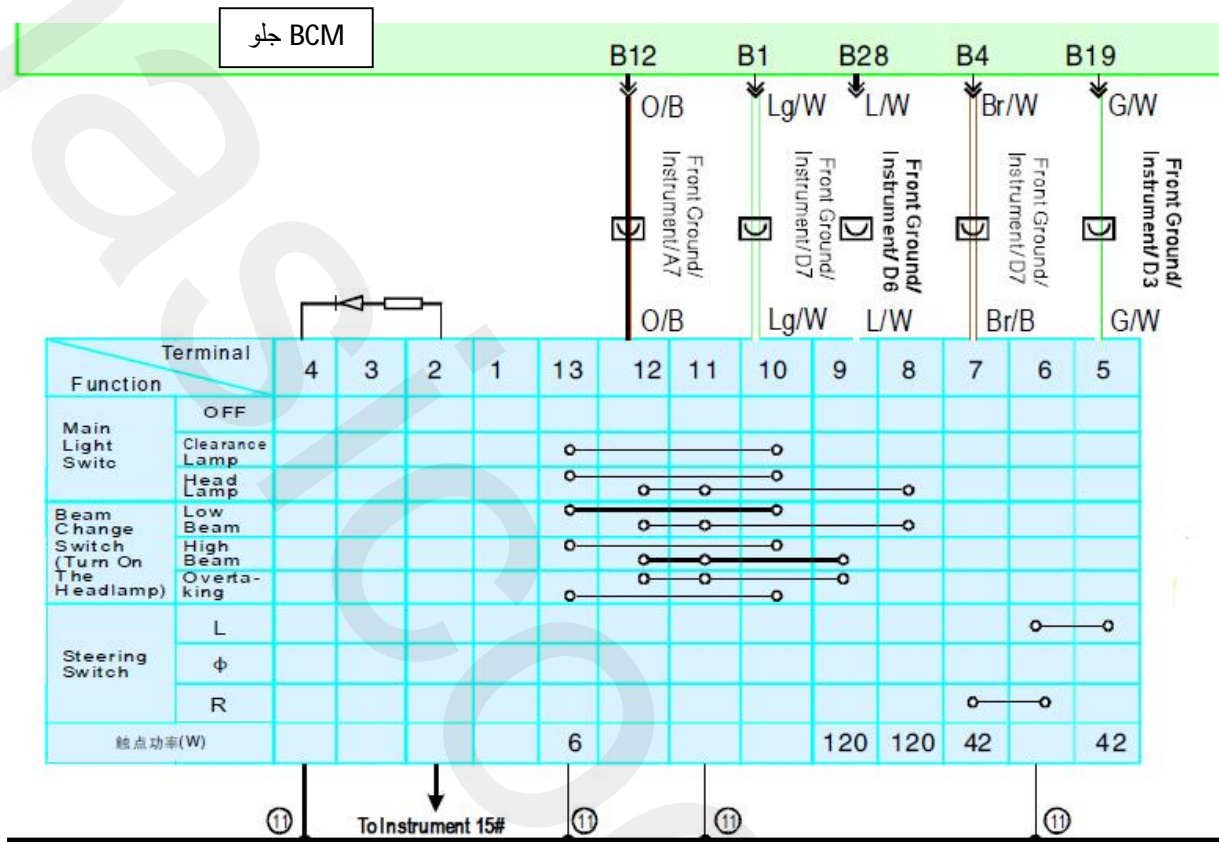 BCM جلو
B12 B1 B28 B4 B19
O/B Lg/W L/W Br/W G/W
Front Ground/
Instrument/A7
Front Ground/
Instrument/D7
Front Ground/
Instrument/D6
Front Ground/
Instrument/D7
Front Ground/
Instrument/D3
O/B Lg/W L/W Br/B G/W
Terminal
Function
4 3 2 1 13 12 11 10 9 8 7 6 5
Main
Light
Switc
OFF
Clearance
Lamp
Head
Lamp
Beam
Change
Switch
(Turn On
The
Headlamp)
Low
Beam
High
Beam
Overta-
king
Steering
Switch
L
ϕ
R
触点功率(W) 6 120 120 42 42
11 To Instrument 15# 11 11 11
asico